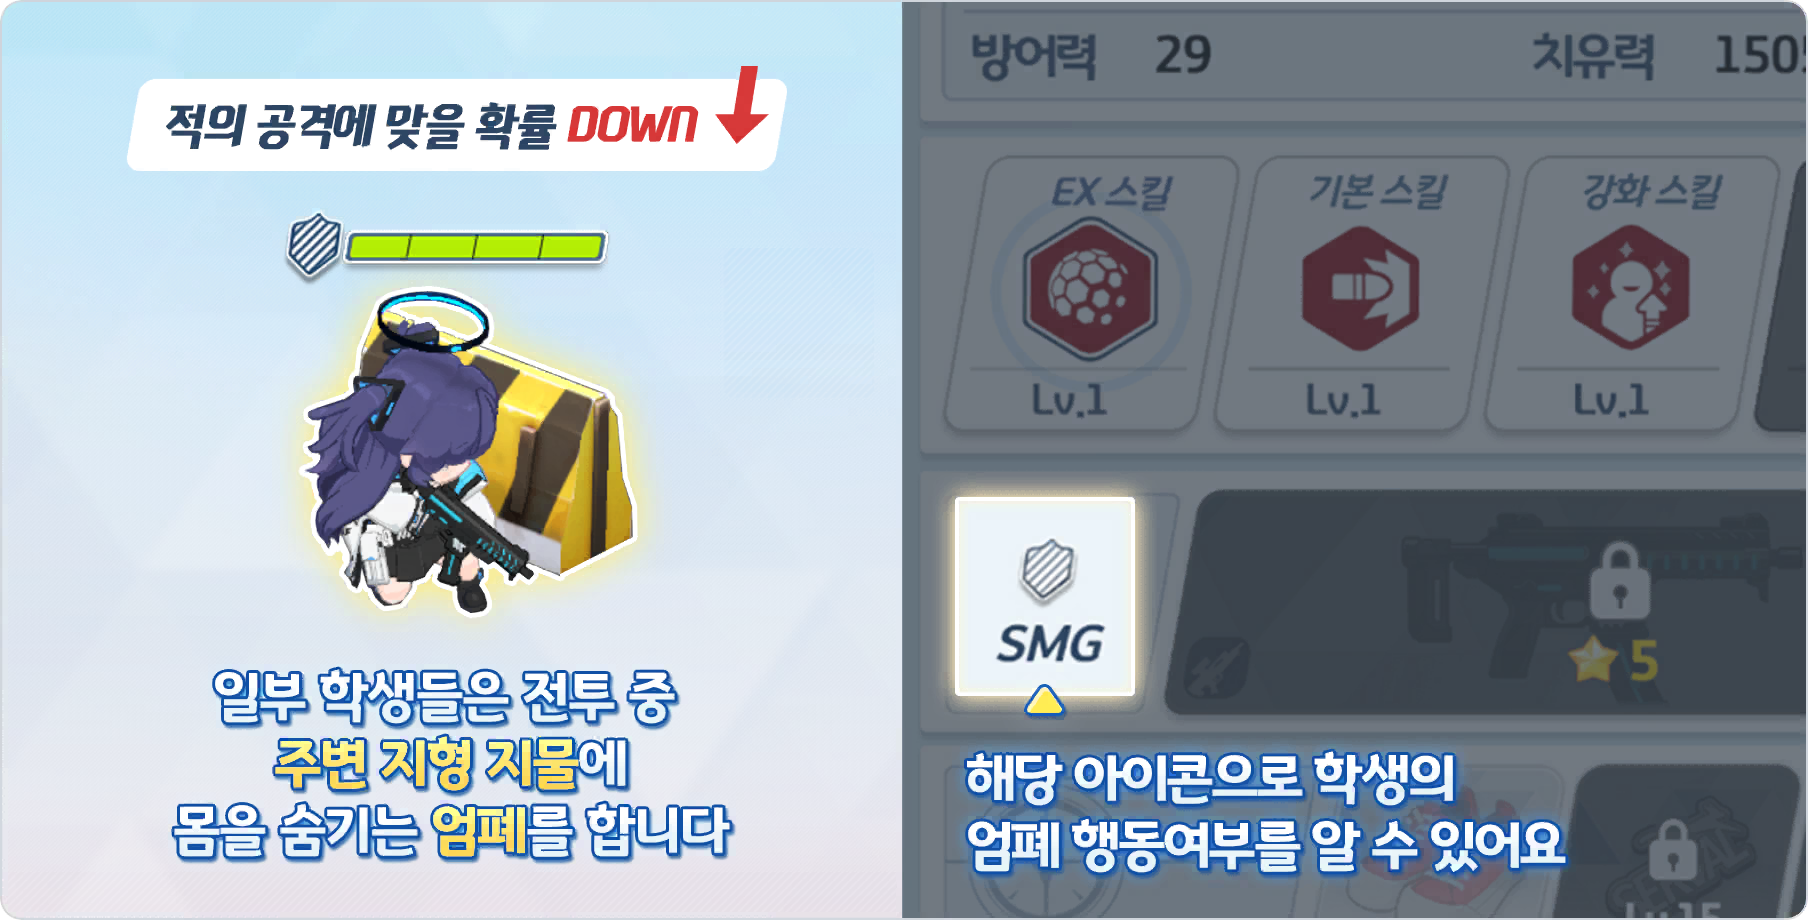 적의 공격에 맞을 확률 DOWN
일부 학생들은 전투 중
주변 지형 지물에
몸을 숨기는 엄폐를 합니다
방어력 29 치유력
EX 스킬 기본 스킬 강화 스킬
Lv.1 Lv.1 Lv.1
SMG
5
해당 아이콘으로 학생의
엄폐 행동여부를 알 수 있어요